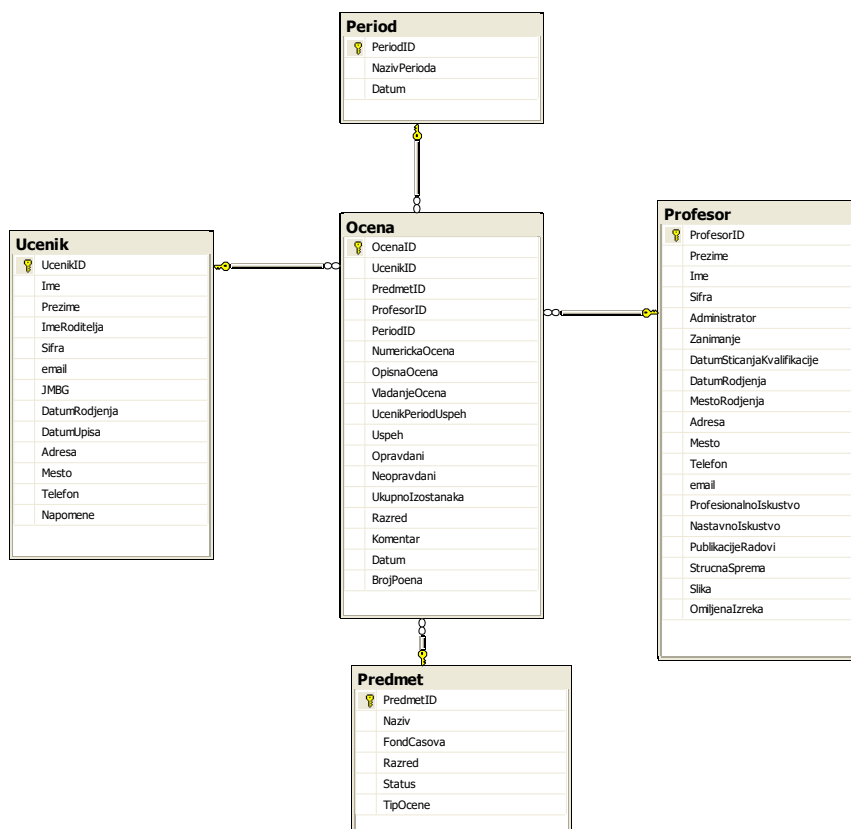 Period
PeriodID
NazivPerioda
Datum
Ucenik
UcenikID
Ime
Prezime
ImeRoditelja
Sifra
email
JMBG
DatumRodjenja
DatumUpisa
Adresa
Mesto
Telefon
Napomene
Ocena
OcenaID
UcenikID
PredmetID
ProfesorID
PeriodID
NumerickaOcena
OpisnaOcena
VladanjeOcena
UcenikPeriodUspeh
Uspeh
Opravdani
Neopravdani
UkupnoIzostanaka
Razred
Komentar
Datum
BrojPoena
Profesor
ProfesorID
Prezime
Ime
Sifra
Administrator
Zanimanje
DatumSticanjaKvalifikacije
DatumRodjenja
MestoRodjenja
Adresa
Mesto
Telefon
email
ProfesionalnoIskustvo
NastavnoIskustvo
PublikacijeRadovi
StrucnaSprema
Slika
OmiljenaIzreka
Predmet
PredmetID
Naziv
FondCasova
Razred
Status
TipOcene